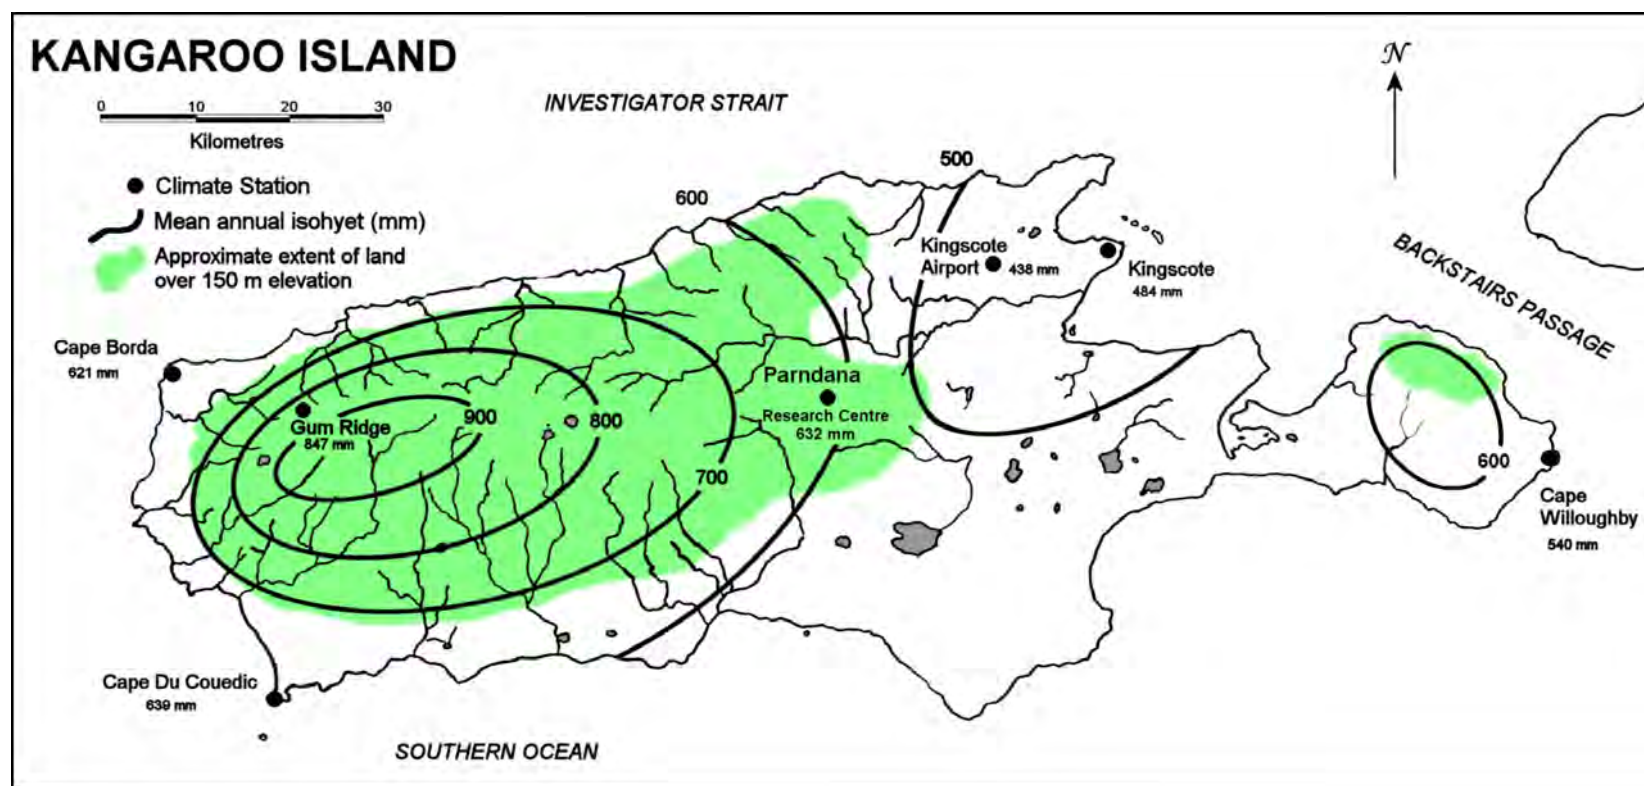 KANGAROO ISLAND
0 10 20 30
Kilometres
Climate Station
Mean annual isohyet (mm)
Approximate extent of land
over 150 m elevation
INVESTIGATOR STRAIT
N
500
600
Kingscote
Airport
438 mm
Kingscote
484 mm
BACKSTAIRS PASSAGE
Cape Borda
621 mm
Gum Ridge
847 mm
900
800
700
Parndana
Research Centre
632 mm
600
Cape
Willoughby
540 mm
Cape Du Couedic
639 mm
SOUTHERN OCEAN